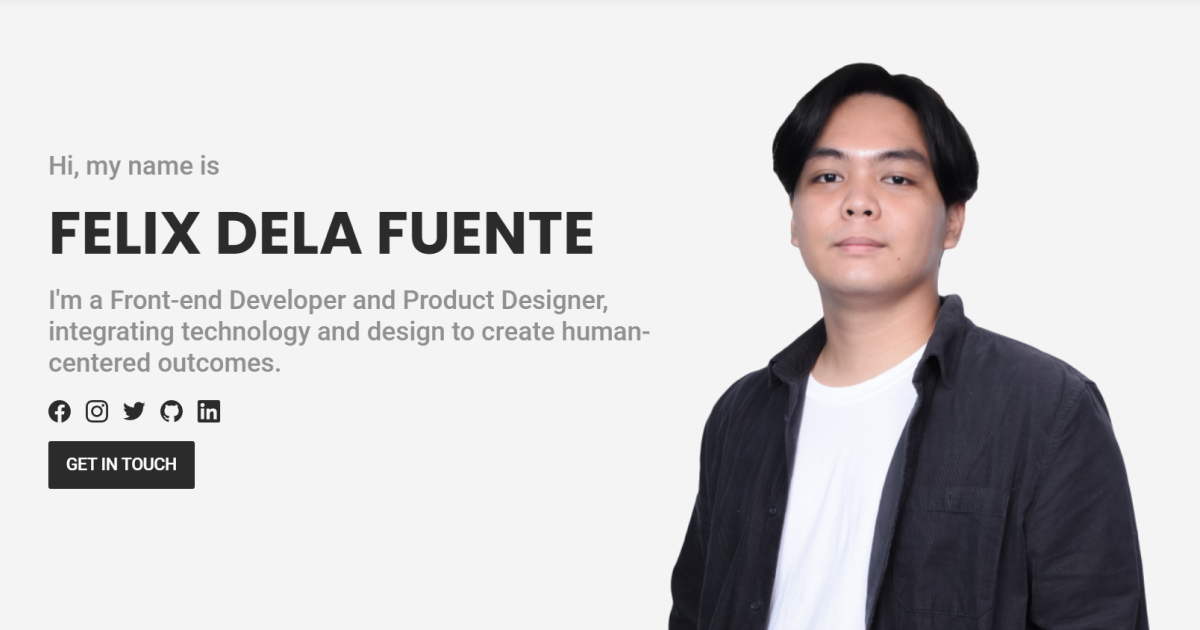 Hi, my name is
FELIX DELA FUENTE
I'm a Front-end Developer and Product Designer,
integrating technology and design to create human-
centered outcomes.
GET IN TOUCH